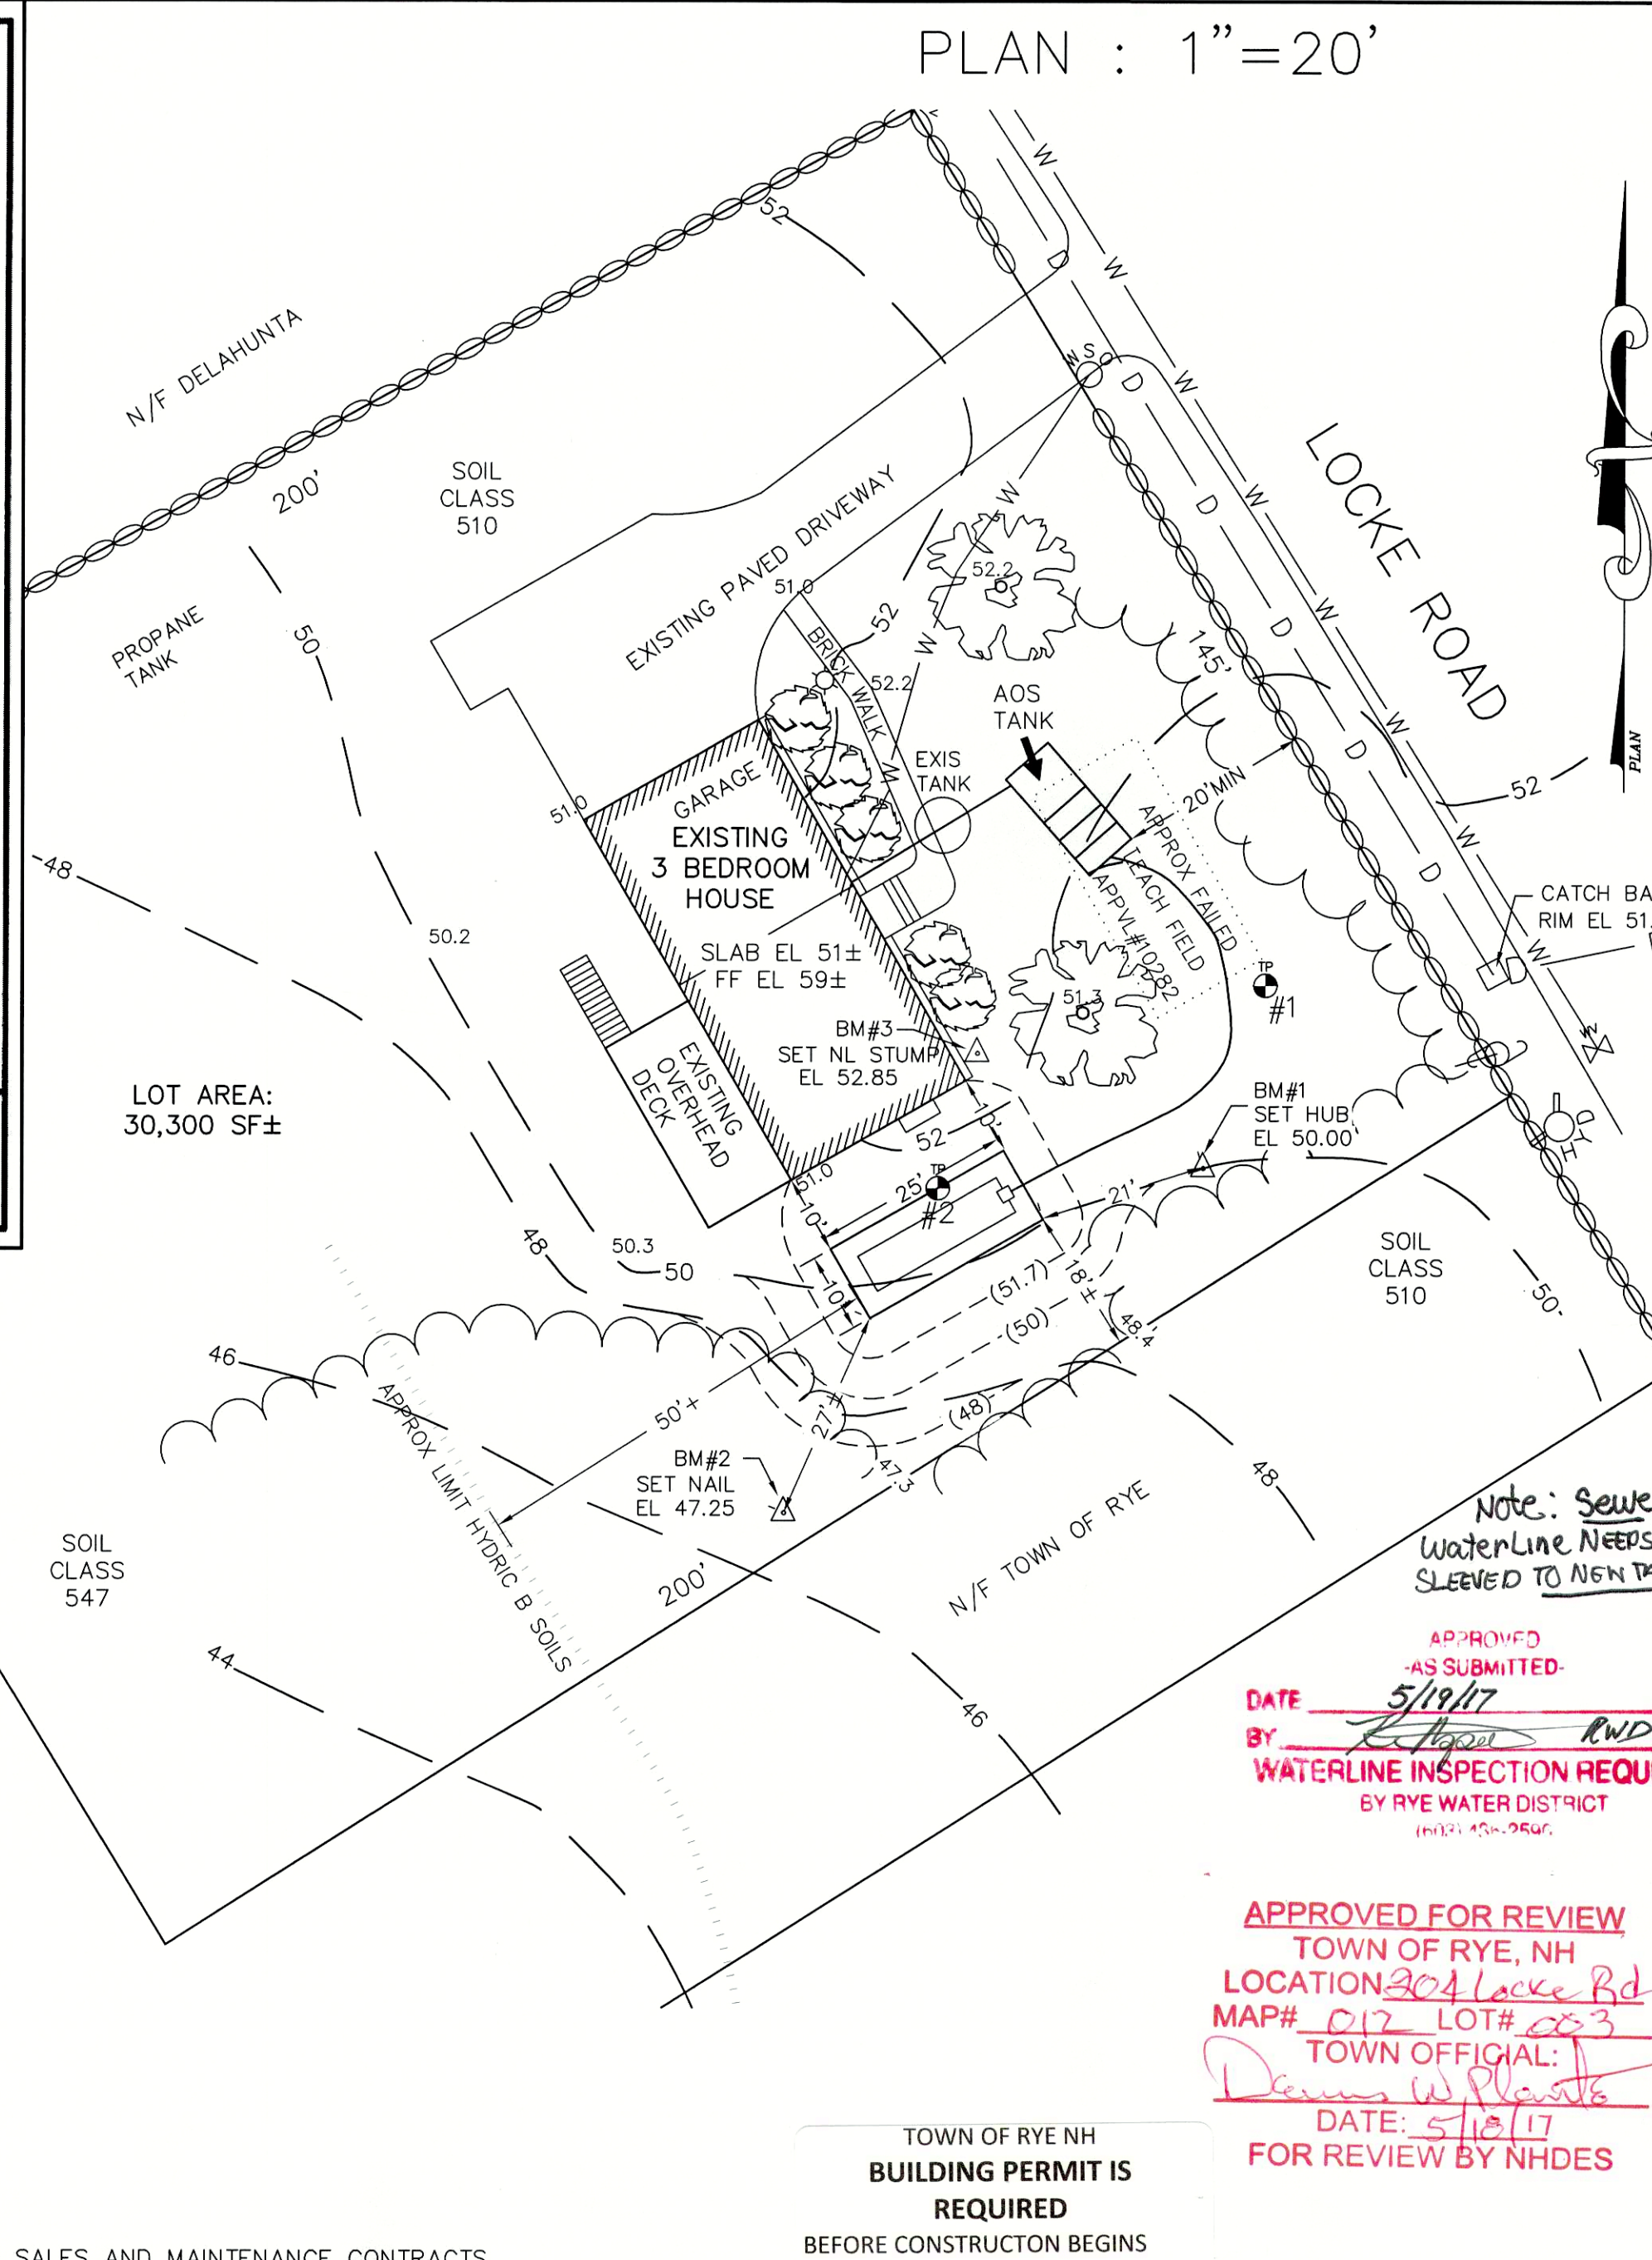 PLAN : 1"=20'
N/F DELAHUNTA
200'
SOIL
CLASS
510
52
W
W
W
D
W S O
D
W
W
D
D
D
D
W
W
W
W
W
LOCKE ROAD
PLAN
EXISTING PAVED DRIVEWAY
PROPANE
TANK
50
51.0
52
52.2
BRICK WALK
52.2
W
W
W
145'
AOS
TANK
EXIS
TANK
20'MIN
52
51.0
GARAGE
EXISTING
3 BEDROOM
HOUSE
APPROX FAILED
LEACH FIELD
APPVL#10282
CATCH BA
RIM EL 51.
48
50.2
SLAB EL 51±
FF EL 59±
51.3
TP
#1
BM#3
SET NL STUMP
EL 52.85
EXISTING
OVERHEAD
DECK
LOT AREA:
30,300 SF±
BM#1
SET HUB
EL 50.00
HYD
10'
52
51.0
25'
TP
#2
10'
21'
48
50.3
50
10'
(51.7)
18'±
(50)
48.4
SOIL
CLASS
510
50
46
APPROX LIMIT HYDRIC B SOILS
50'+
27'±
(48)
47.3
BM#2
SET NAIL
EL 47.25
48
SOIL
CLASS
547
200'
N/F TOWN OF RYE
44
46
Note: Sewe
WaterLine NEEDS
SLEEVED TO NEW TA
APPROVED
-AS SUBMITTED-
DATE 5/19/17
BY RWD
WATERLINE INSPECTION REQU
BY RYE WATER DISTRICT
APPROVED FOR REVIEW
TOWN OF RYE, NH
LOCATION 304 Locke Rd
MAP# 012 LOT# 003
TOWN OFFICIAL:
Dennis W. Plante
DATE: 5/18/17
FOR REVIEW BY NHDES
TOWN OF RYE NH
BUILDING PERMIT IS
REQUIRED
BEFORE CONSTRUCTON BEGINS
SALES AND MAINTENANCE CONTRACTS